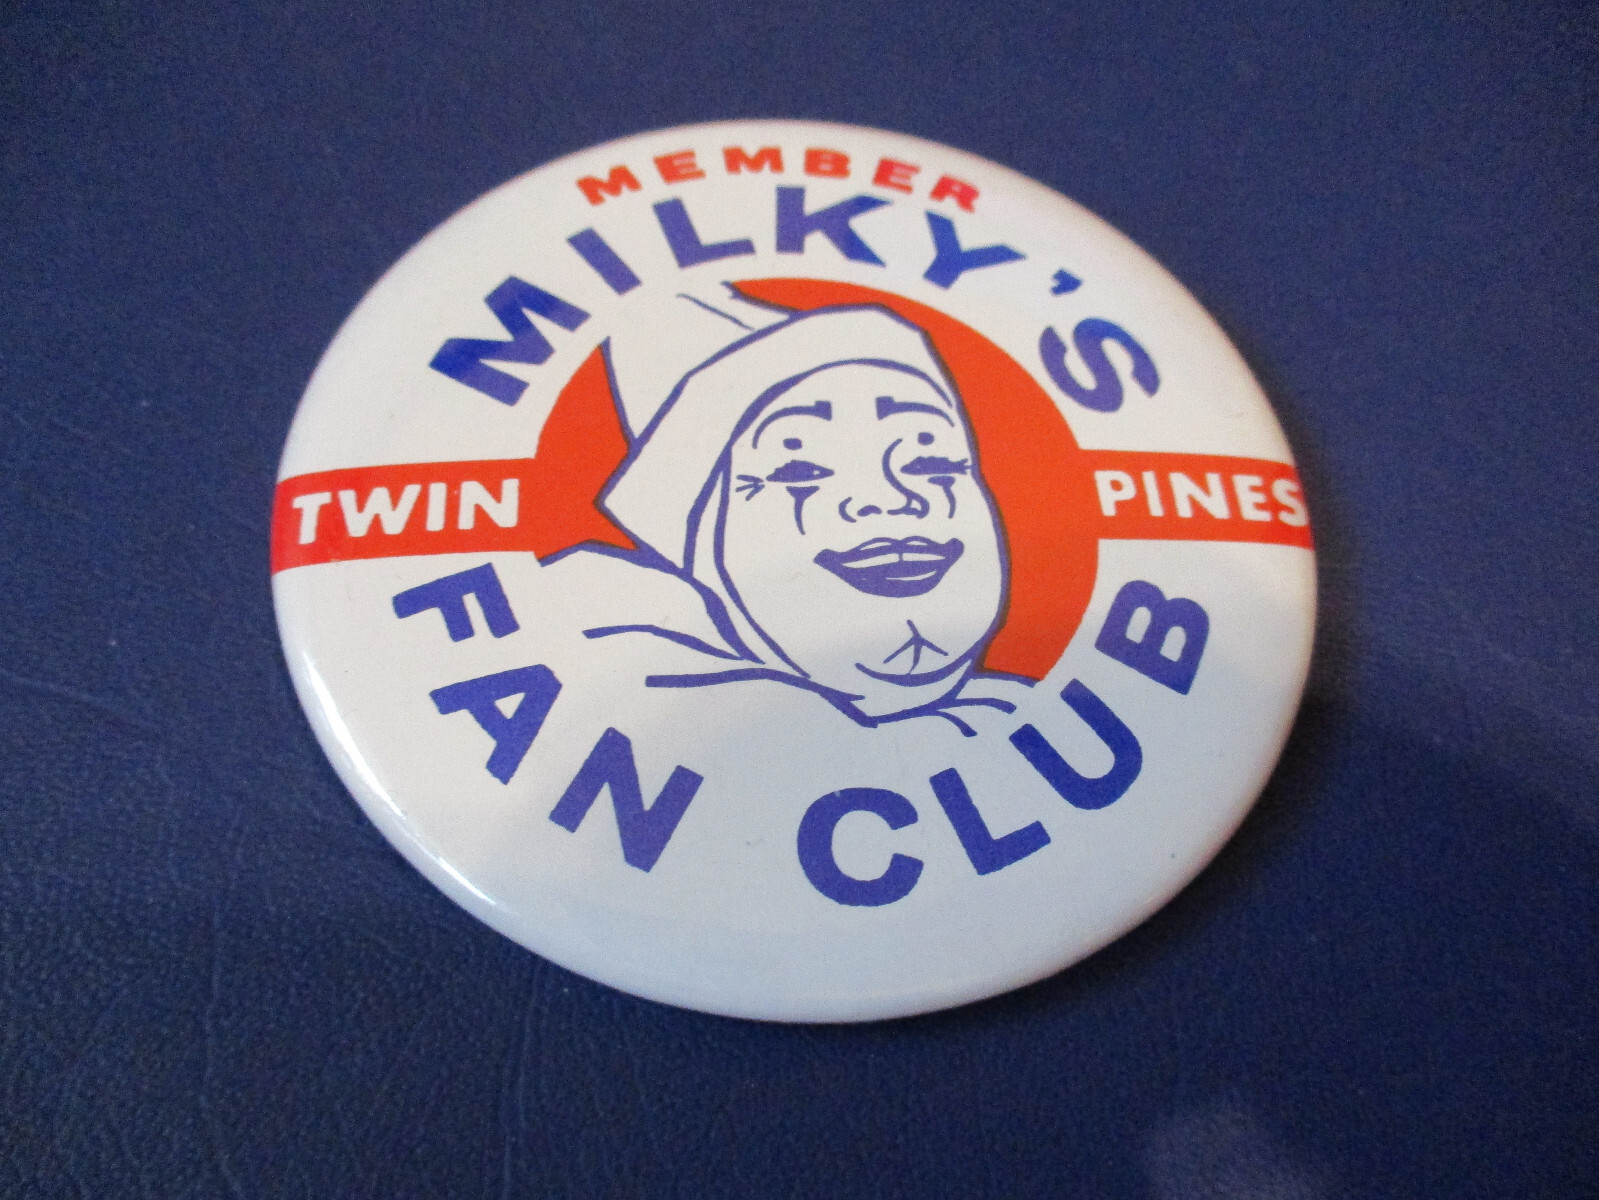 MEMBER
MILKY'S
TWIN PINES
FAN CLUB